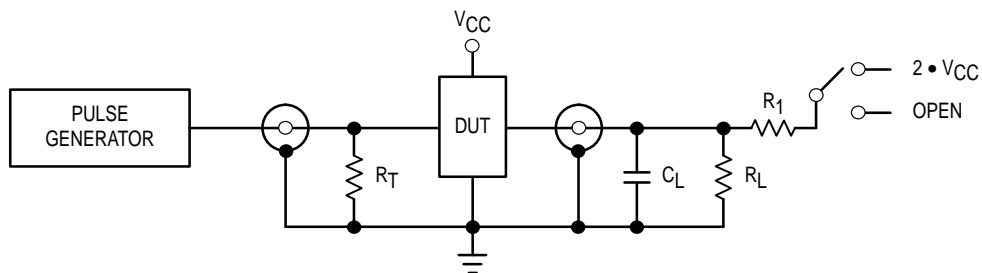 VCC
2 • VCC
PULSE
GENERATOR
R1
OPEN
DUT
RT
CL
RL